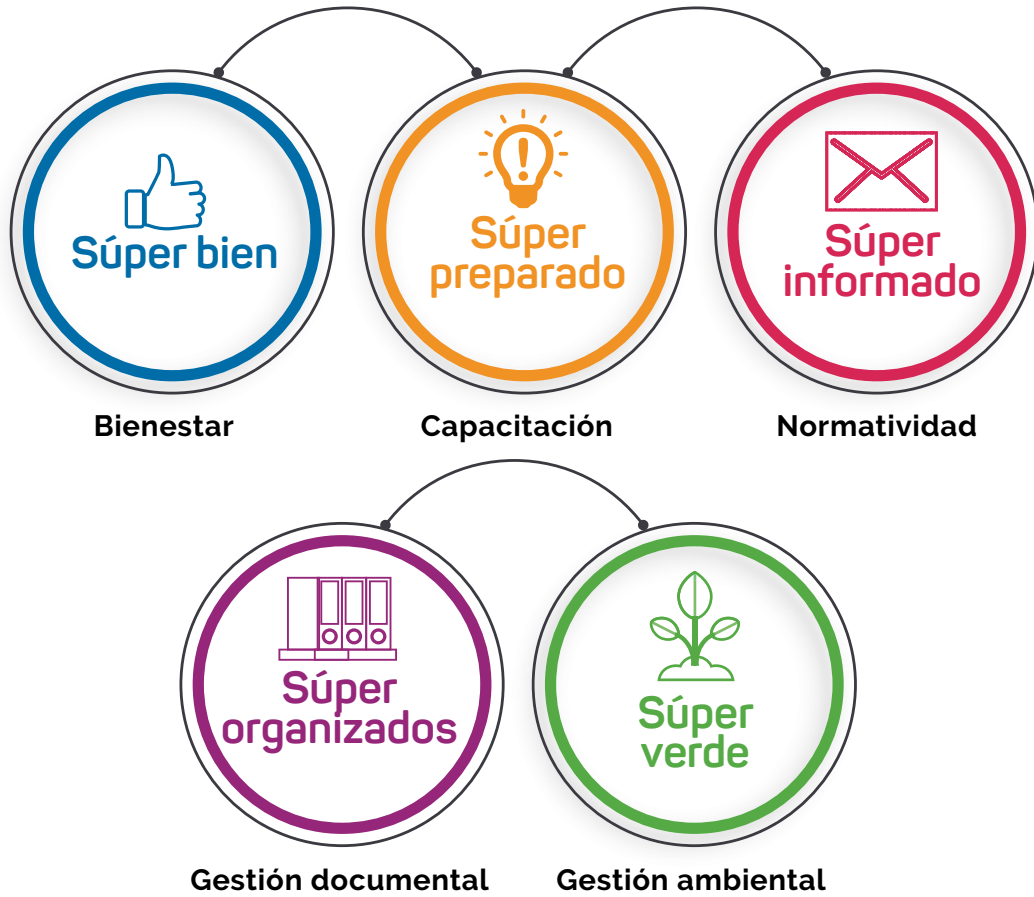 Súper bien
Súper
preparado
Súper
informado
Bienestar
Capacitación
Normatividad
Súper
organizados
Súper
verde
Gestión documental
Gestión ambiental